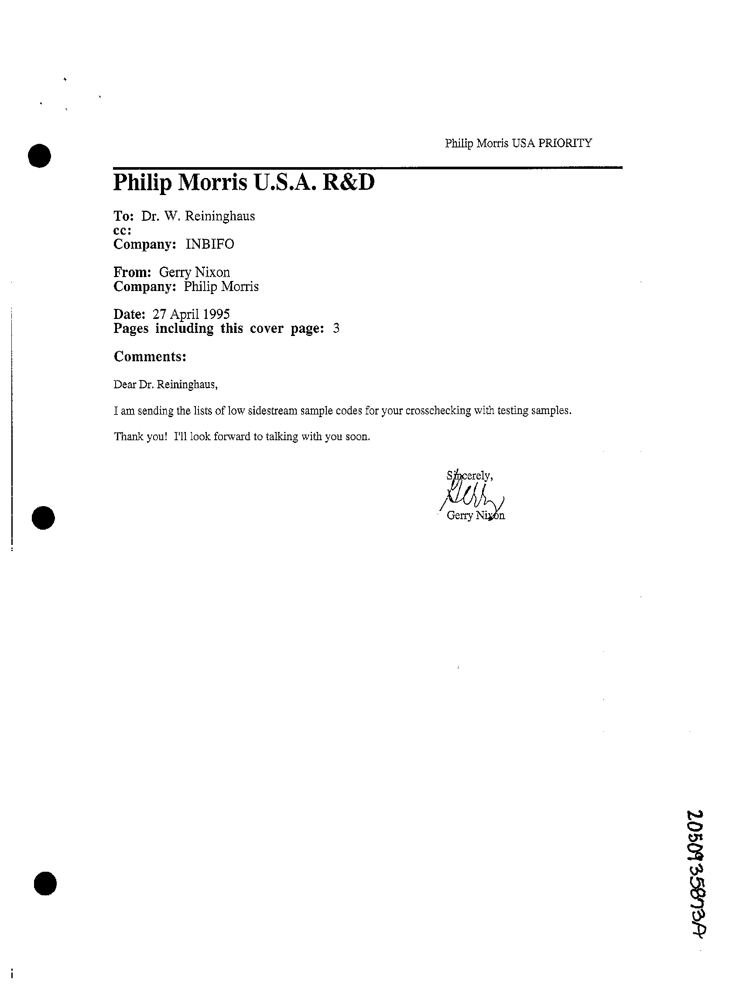 Philip Morris USA PRIORITY
Philip Morris U.S.A. R&D
To: Dr. W. Reininghaus
cc:
Company: INBIFO
From: Gerry Nixon
Company: Philip Morris
Date: 27 April 1995
Pages including this cover page: 3
Comments:
Dear Dr. Reininghaus,
I am sending the lists of low sidestream sample codes for your crosschecking with testing samples.
Thank you! I'll look forward to talking with you soon.
Sincerely,
Gerry
Gerry Nixon
2050935873A